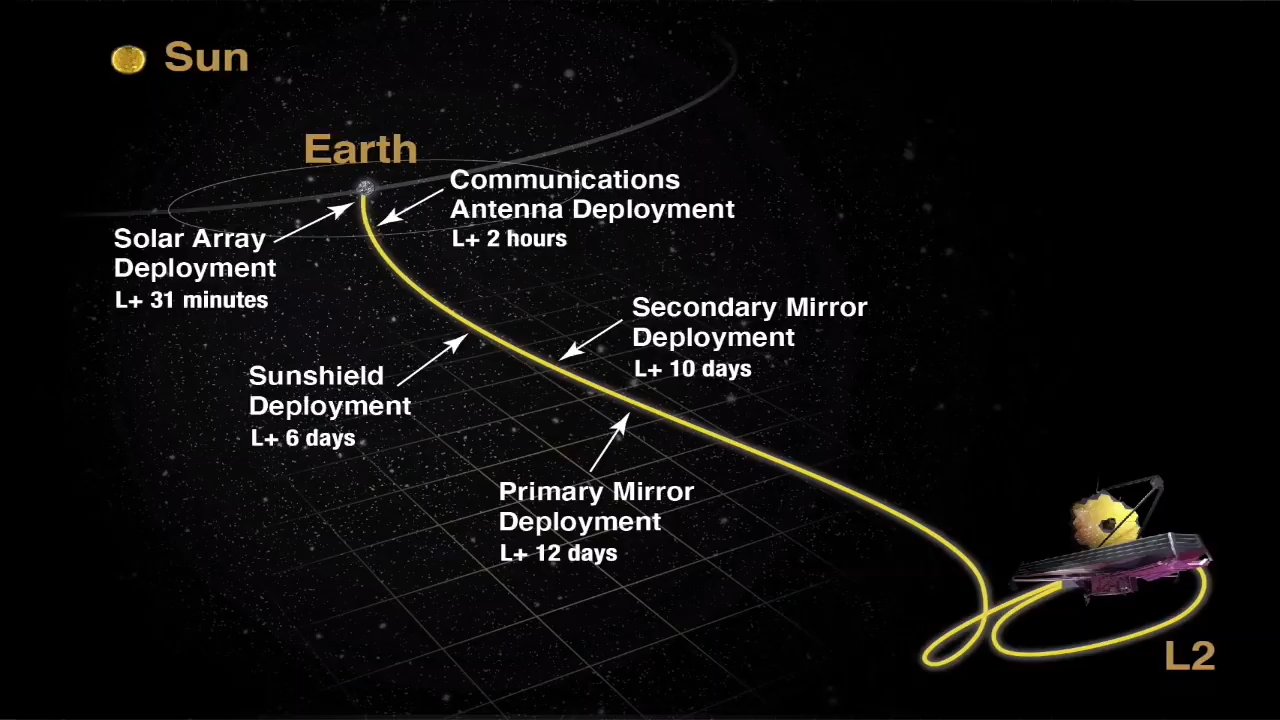 Sun
Earth
Communications
Antenna Deployment
L+ 2 hours
Solar Array
Deployment
L+ 31 minutes
Secondary Mirror
Deployment
L+ 10 days
Sunshield
Deployment
L+ 6 days
Primary Mirror
Deployment
L+ 12 days
L2